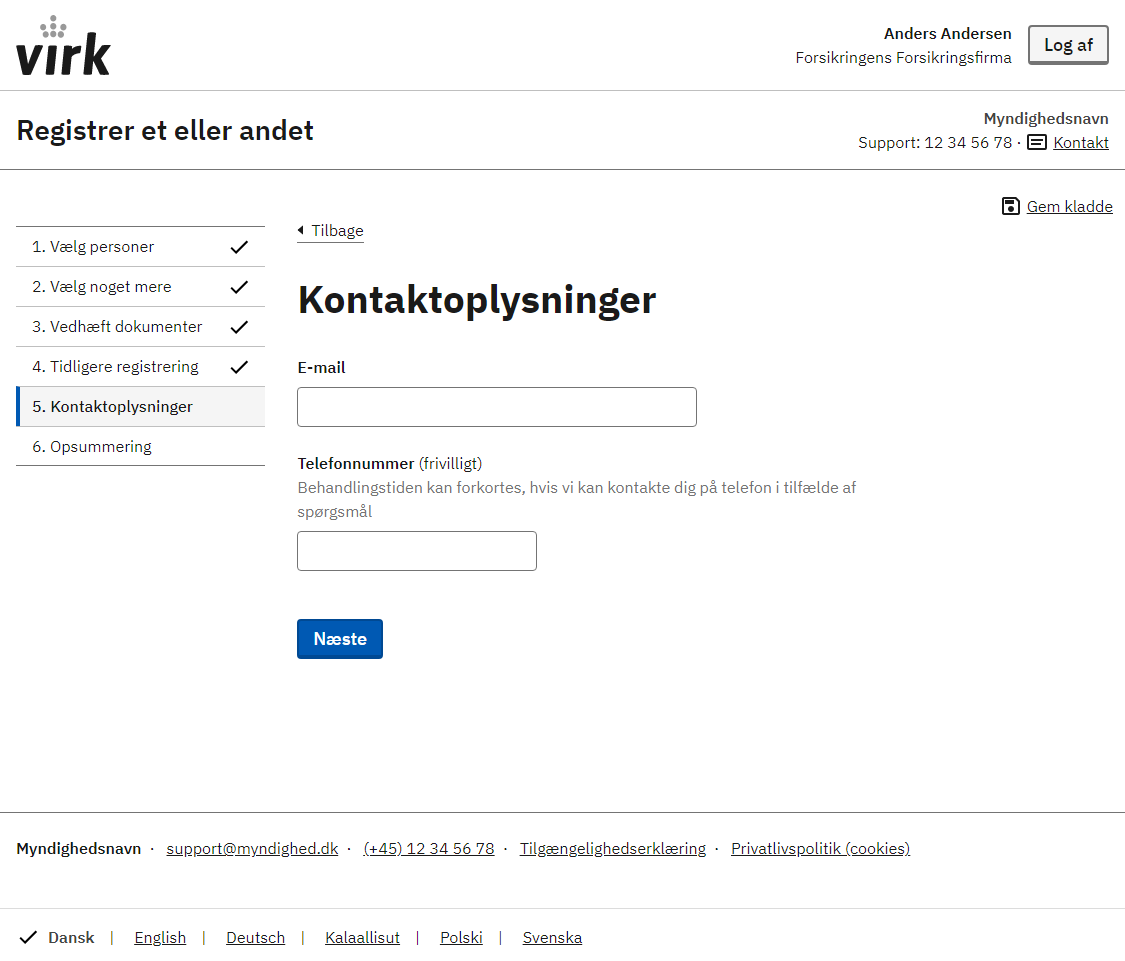 virk
Anders Andersen
Forsikringens Forsikringsfirma
Log af
Registrer et eller andet
Myndighedsnavn
Support: 12 34 56 78 · Kontakt
Gem kladde
1. Vælg personer
2. Vælg noget mere
3. Vedhæft dokumenter
4. Tidligere registrering
5. Kontaktoplysninger
6. Opsummering
Tilbage
Kontaktoplysninger
E-mail
Telefonnummer (frivilligt)
Behandlingstiden kan forkortes, hvis vi kan kontakte dig på telefon i tilfælde af
spørgsmål
Næste
Myndighedsnavn · support@myndighed.dk · (+45) 12 34 56 78 · Tilgængelighedserklæring · Privatlivspolitik (cookies)
Dansk | English | Deutsch | Kalaallisut | Polski | Svenska